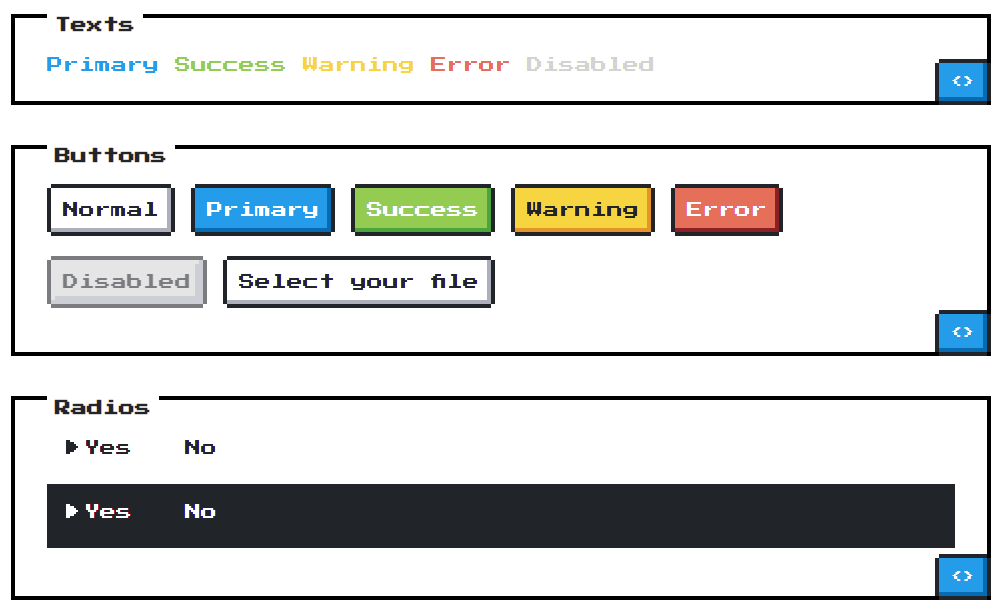 Texts
Primary Success Warning Error Disabled
<>
Buttons
Normal Primary Success Warning Error
Disabled Select your file
<>
Radios
Yes No
Yes No
<>